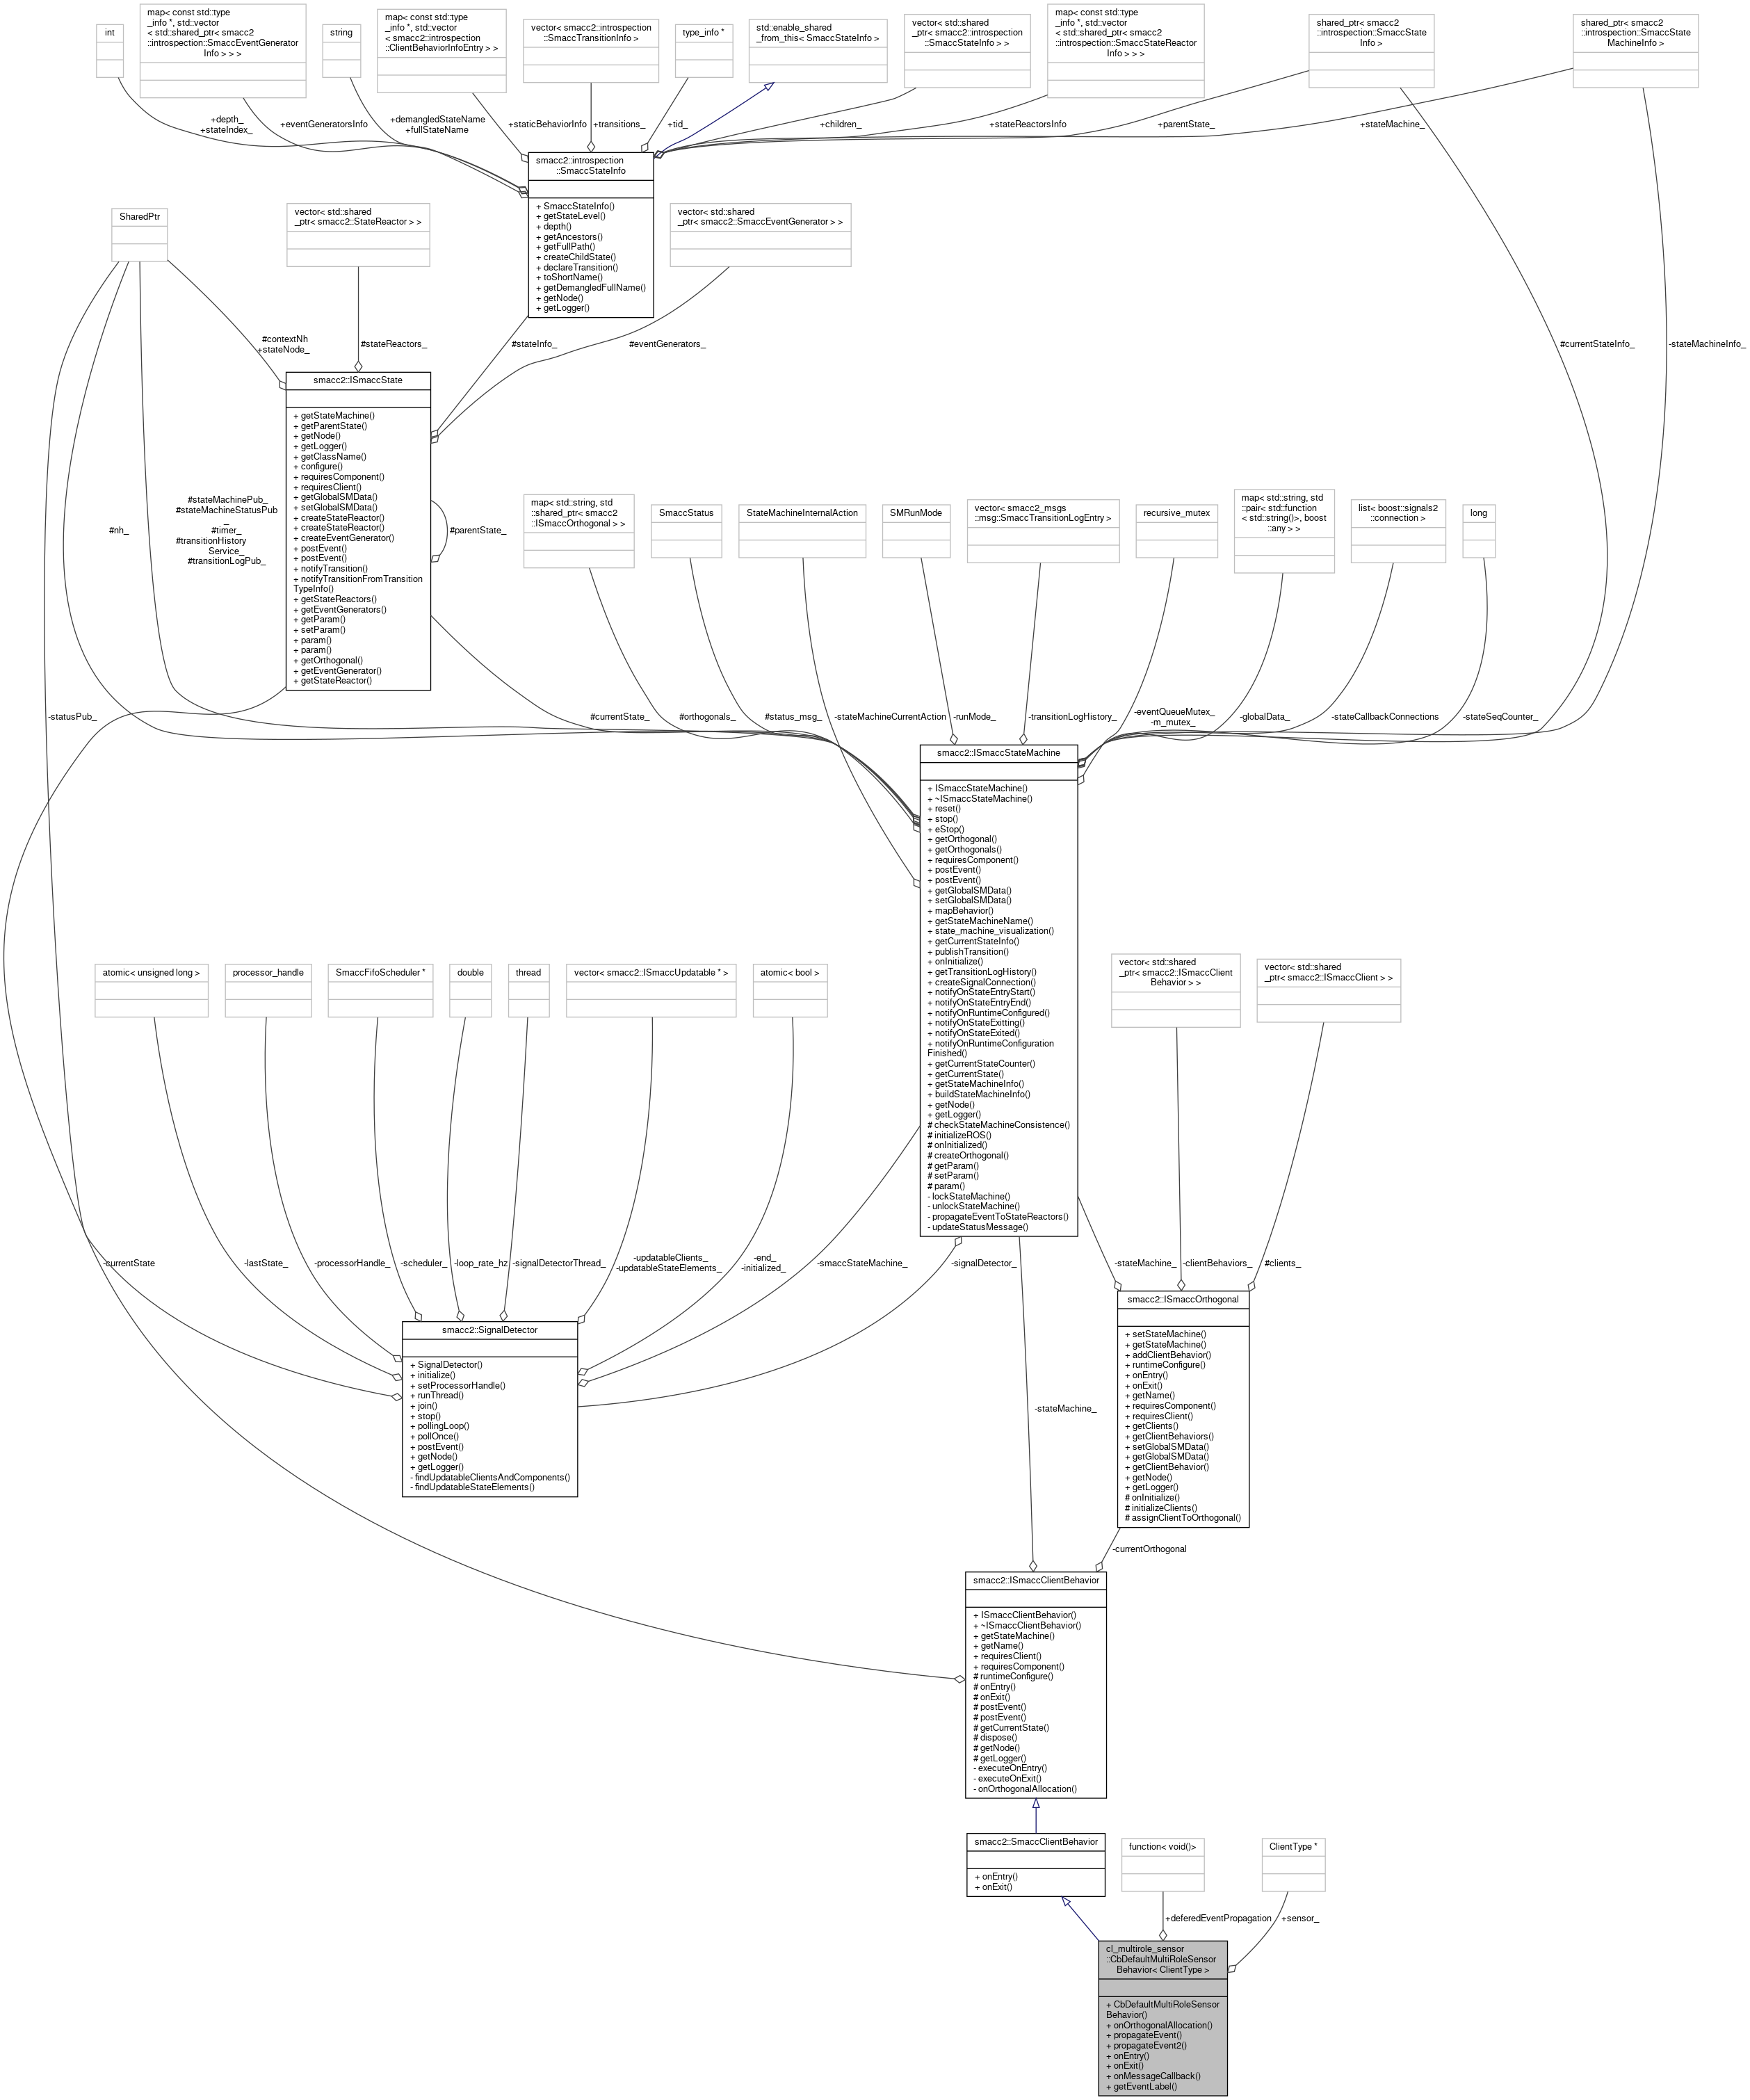 int
map< const std::type
_info *, std::vector
< std::shared_ptr< smacc2
::introspection::SmaccEventGenerator
Info > > >
string
map< const std::type
_info *, std::vector
< smacc2::introspection
::ClientBehaviorInfoEntry > >
vector< smacc2::introspection
::SmaccTransitionInfo >
type_info *
std::enable_shared
_from_this< SmaccStateInfo >
vector< std::shared
_ptr< smacc2::introspection
::SmaccStateInfo > >
map< const std::type
_info *, std::vector
< std::shared_ptr< smacc2
::introspection::SmaccStateReactor
Info > > >
shared_ptr< smacc2
::introspection::SmaccState
Info >
shared_ptr< smacc2
::introspection::SmaccState
MachineInfo >
+depth_
+stateIndex_
+eventGeneratorsInfo
+demangledStateName
+fullStateName
+staticBehaviorInfo
+transitions_
+tid_
+children_
+stateReactorsInfo
+parentState_
+stateMachine_
smacc2::introspection
::SmaccStateInfo
+ SmaccStateInfo()
+ getStateLevel()
+ depth()
+ getAncestors()
+ getFullPath()
+ createChildState()
+ declareTransition()
+ toShortName()
+ getDemangledFullName()
+ getNode()
+ getLogger()
SharedPtr
vector< std::shared
_ptr< smacc2::StateReactor > >
vector< std::shared
_ptr< smacc2::SmaccEventGenerator > >
#contextNh
+stateNode_
#stateReactors_
#stateInfo_
#eventGenerators_
#currentStateInfo_
-stateMachineInfo_
smacc2::ISmaccState
+ getStateMachine()
+ getParentState()
+ getNode()
+ getLogger()
+ getClassName()
+ configure()
+ requiresComponent()
+ requiresClient()
+ getGlobalSMData()
+ setGlobalSMData()
+ createStateReactor()
+ createStateReactor()
+ createEventGenerator()
+ postEvent()
+ postEvent()
+ notifyTransition()
+ notifyTransitionFromTransition
TypeInfo()
+ getStateReactors()
+ getEventGenerators()
+ getParam()
+ setParam()
+ param()
+ param()
+ getOrthogonal()
+ getEventGenerator()
+ getStateReactor()
#nh_
#stateMachinePub_
#stateMachineStatusPub
_
#timer_
#transitionHistory
Service_
#transitionLogPub_
#parentState_
map< std::string, std
::shared_ptr< smacc2
::ISmaccOrthogonal > >
SmaccStatus
StateMachineInternalAction
SMRunMode
vector< smacc2_msgs
::msg::SmaccTransitionLogEntry >
recursive_mutex
map< std::string, std
::pair< std::function
< std::string()>, boost
::any > >
list< boost::signals2
::connection >
long
-statusPub_
#currentState_
#orthogonals_
#status_msg_
-stateMachineCurrentAction
-runMode_
-transitionLogHistory_
-eventQueueMutex_
-m_mutex_
-globalData_
-stateCallbackConnections
-stateSeqCounter_
smacc2::ISmaccStateMachine
+ ISmaccStateMachine()
+ ~ISmaccStateMachine()
+ reset()
+ stop()
+ eStop()
+ getOrthogonal()
+ getOrthogonals()
+ requiresComponent()
+ postEvent()
+ postEvent()
+ getGlobalSMData()
+ setGlobalSMData()
+ mapBehavior()
+ getStateMachineName()
+ state_machine_visualization()
+ getCurrentStateInfo()
+ publishTransition()
+ onInitialize()
+ getTransitionLogHistory()
+ createSignalConnection()
+ notifyOnStateEntryStart()
+ notifyOnStateEntryEnd()
+ notifyOnRuntimeConfigured()
+ notifyOnStateExitting()
+ notifyOnStateExited()
+ notifyOnRuntimeConfiguration
Finished()
+ getCurrentStateCounter()
+ getCurrentState()
+ getStateMachineInfo()
+ buildStateMachineInfo()
+ getNode()
+ getLogger()
# checkStateMachineConsistence()
# initializeROS()
# onInitialized()
# createOrthogonal()
# getParam()
# setParam()
# param()
- lockStateMachine()
- unlockStateMachine()
- propagateEventToStateReactors()
- updateStatusMessage()
atomic< unsigned long >
processor_handle
SmaccFifoScheduler *
double
thread
vector< smacc2::ISmaccUpdatable * >
atomic< bool >
vector< std::shared
_ptr< smacc2::ISmaccClient
Behavior > >
vector< std::shared
_ptr< smacc2::ISmaccClient > >
-currentState
-lastState_
-processorHandle_
-scheduler_
-loop_rate_hz
-signalDetectorThread_
-updatableClients_
-updatableStateElements_
-end_
-initialized_
-smaccStateMachine_
-signalDetector_
-stateMachine_
-clientBehaviors_
#clients_
smacc2::SignalDetector
+ SignalDetector()
+ initialize()
+ setProcessorHandle()
+ runThread()
+ join()
+ stop()
+ pollingLoop()
+ pollOnce()
+ postEvent()
+ getNode()
+ getLogger()
- findUpdatableClientsAndComponents()
- findUpdatableStateElements()
smacc2::ISmaccOrthogonal
+ setStateMachine()
+ getStateMachine()
+ addClientBehavior()
+ runtimeConfigure()
+ onEntry()
+ onExit()
+ getName()
+ requiresComponent()
+ requiresClient()
+ getClients()
+ getClientBehaviors()
+ setGlobalSMData()
+ getGlobalSMData()
+ getClientBehavior()
+ getNode()
+ getLogger()
# onInitialize()
# initializeClients()
# assignClientToOrthogonal()
-stateMachine_
-currentOrthogonal
smacc2::ISmaccClientBehavior
+ ISmaccClientBehavior()
+ ~ISmaccClientBehavior()
+ getStateMachine()
+ getName()
+ requiresClient()
+ requiresComponent()
# runtimeConfigure()
# onEntry()
# onExit()
# postEvent()
# postEvent()
# getCurrentState()
# dispose()
# getNode()
# getLogger()
- executeOnEntry()
- executeOnExit()
- onOrthogonalAllocation()
smacc2::SmaccClientBehavior
+ onEntry()
+ onExit()
function< void()>
ClientType *
+deferedEventPropagation
+sensor_
cl_multirole_sensor
::CbDefaultMultiRoleSensor
Behavior< ClientType >
+ CbDefaultMultiRoleSensor
Behavior()
+ onOrthogonalAllocation()
+ propagateEvent()
+ propagateEvent2()
+ onEntry()
+ onExit()
+ onMessageCallback()
+ getEventLabel()